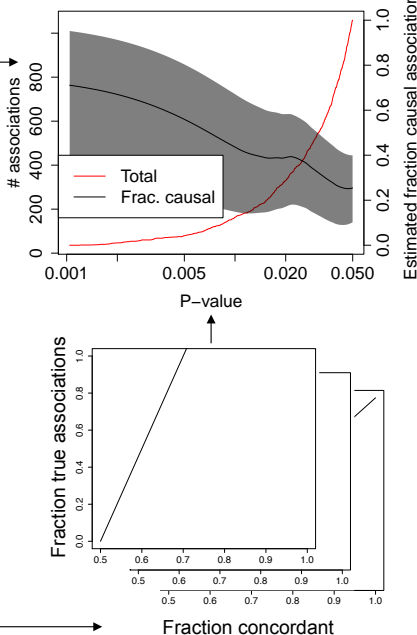 # associations
0 200 400 600 800
Total
Frac. causal
0.0 0.2 0.4 0.6 0.8 1.0
Estimated fraction causal association
0.001 0.005 0.020 0.050
P−value
Fraction true associations
0.0 0.2 0.4 0.6 0.8 1.0
0.5 0.6 0.7 0.8 0.9 1.0
0.5 0.6 0.7 0.8 0.9 1.0
0.5 0.6 0.7 0.8 0.9 1.0
Fraction concordant